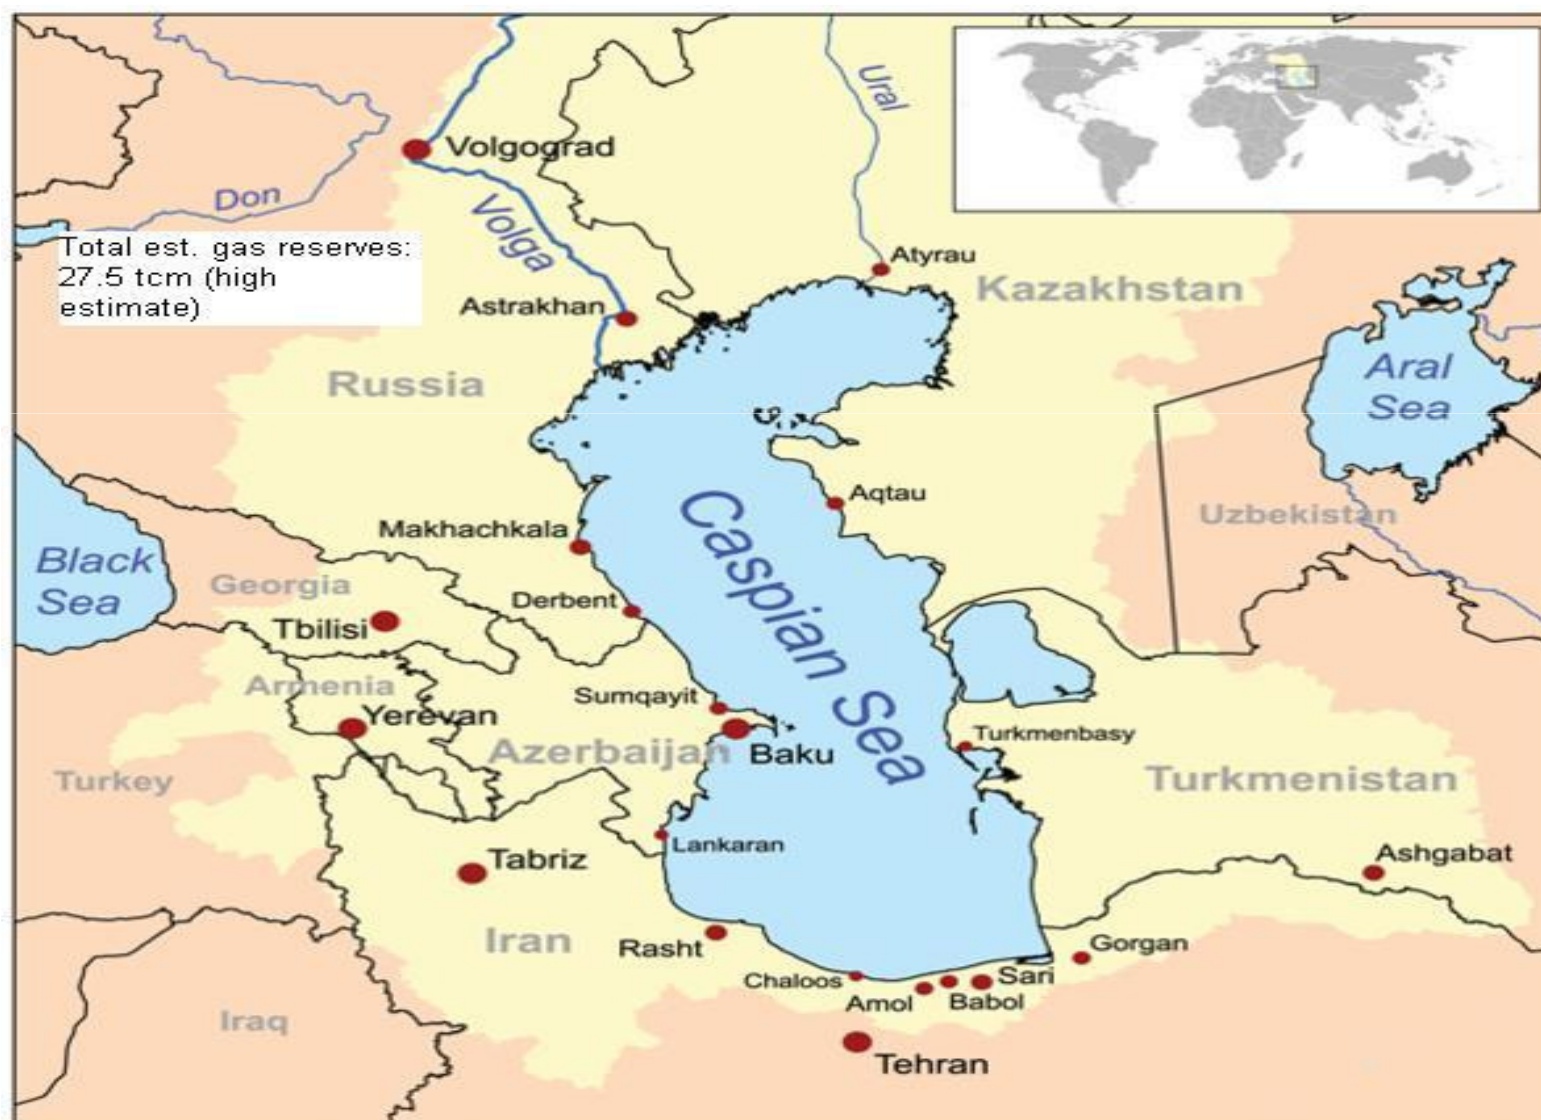 Ural
Volgograd
Don
Volga
Total est. gas reserves:
27.5 tcm (high
estimate)
Atyrau
Kazakhstan
Astrakhan
Russia
Aral
Sea
Aqtau
Uzbekistan
Makhachkala
Caspian Sea
Black
Sea
Georgia
Derbent
Tbilisi
Armenia
Sumqayit
Yerevan
Azerbaijan
Baku
Turkmenbasy
Turkey
Turkmenistan
Lankaran
Tabriz
Ashgabat
Iran
Rasht
Gorgan
Chaloos
Sari
Amol
Babol
Iraq
Tehran